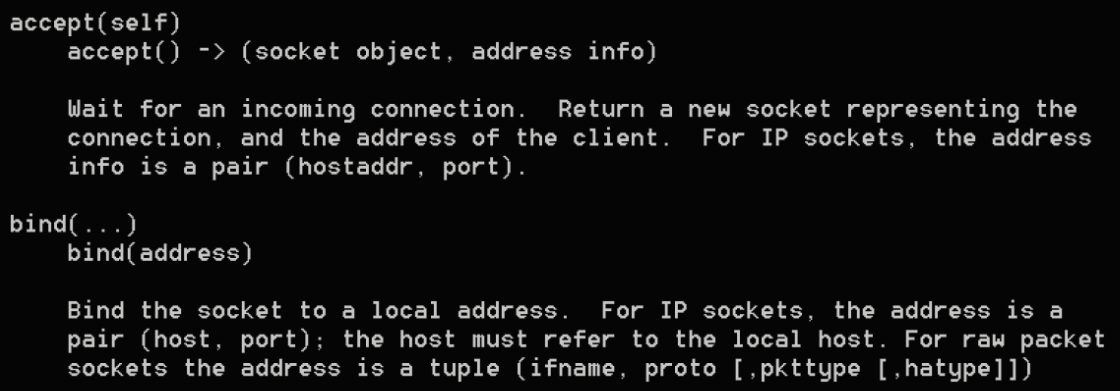 accept(self)
accept() -> (socket object, address info)
Wait for an incoming connection.  Return a new socket representing the
connection, and the address of the client.  For IP sockets, the address
info is a pair (hostaddr, port).
bind(...)
bind(address)
Bind the socket to a local address.  For IP sockets, the address is a
pair (host, port); the host must refer to the local host. For raw packet
sockets the address is a tuple (ifname, proto [,pkttype [,hatype]])